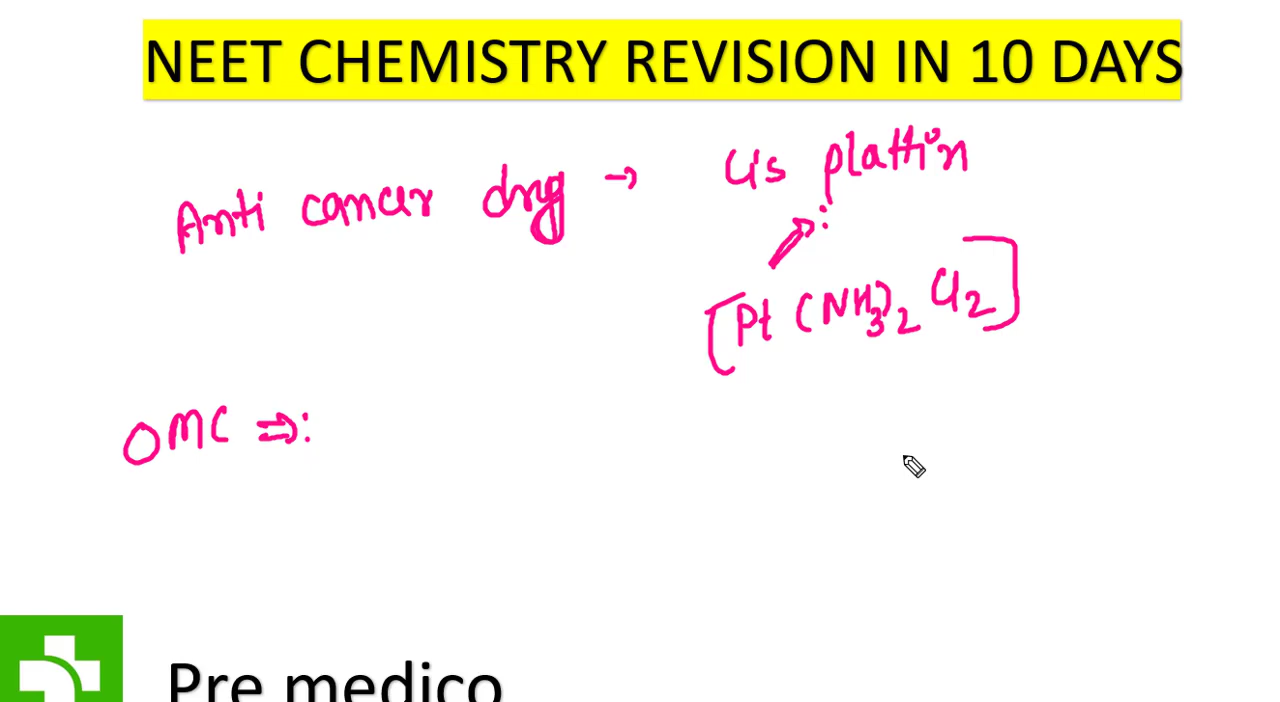 NEET CHEMISTRY REVISION IN 10 DAYS
Anti cancer drug → Cis plattin
[Pt (NH3)2 Cl2]
OMC ⇒:
Pre medico